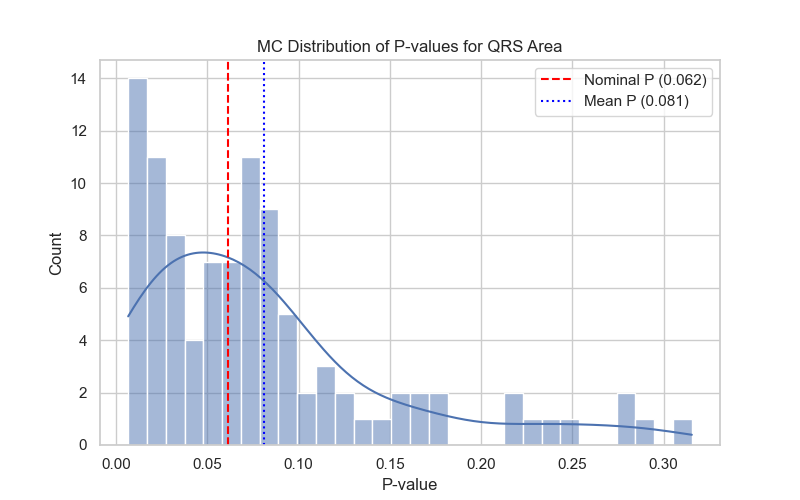 MC Distribution of P-values for QRS Area
Nominal P (0.062)
Mean P (0.081)
14
12
10
8
6
4
2
0
Count
0.00 0.05 0.10 0.15 0.20 0.25 0.30
P-value